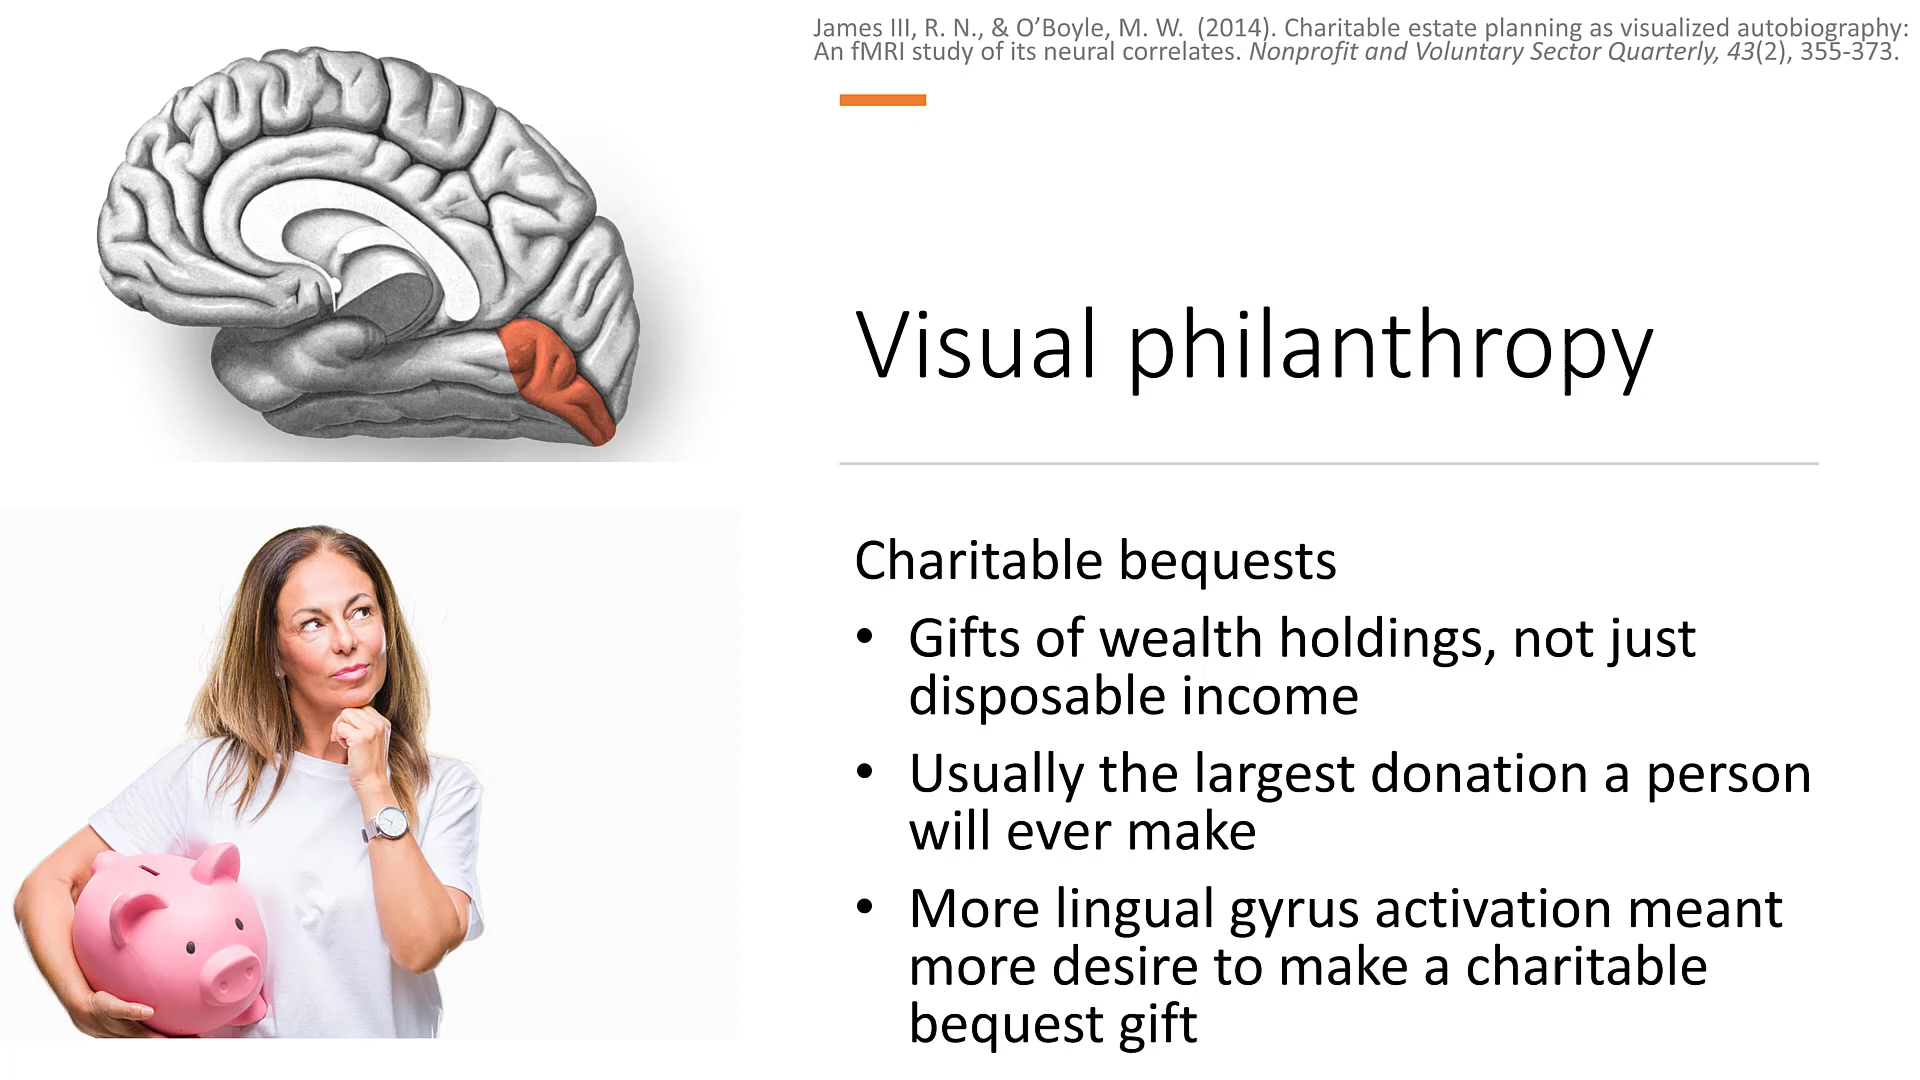 James III, R. N., & O’Boyle, M. W.  (2014). Charitable estate planning as visualized autobiography:
An fMRI study of its neural correlates. Nonprofit and Voluntary Sector Quarterly, 43(2), 355-373.
Visual philanthropy
Charitable bequests
• Gifts of wealth holdings, not just
disposable income
• Usually the largest donation a person
will ever make
• More lingual gyrus activation meant
more desire to make a charitable
bequest gift